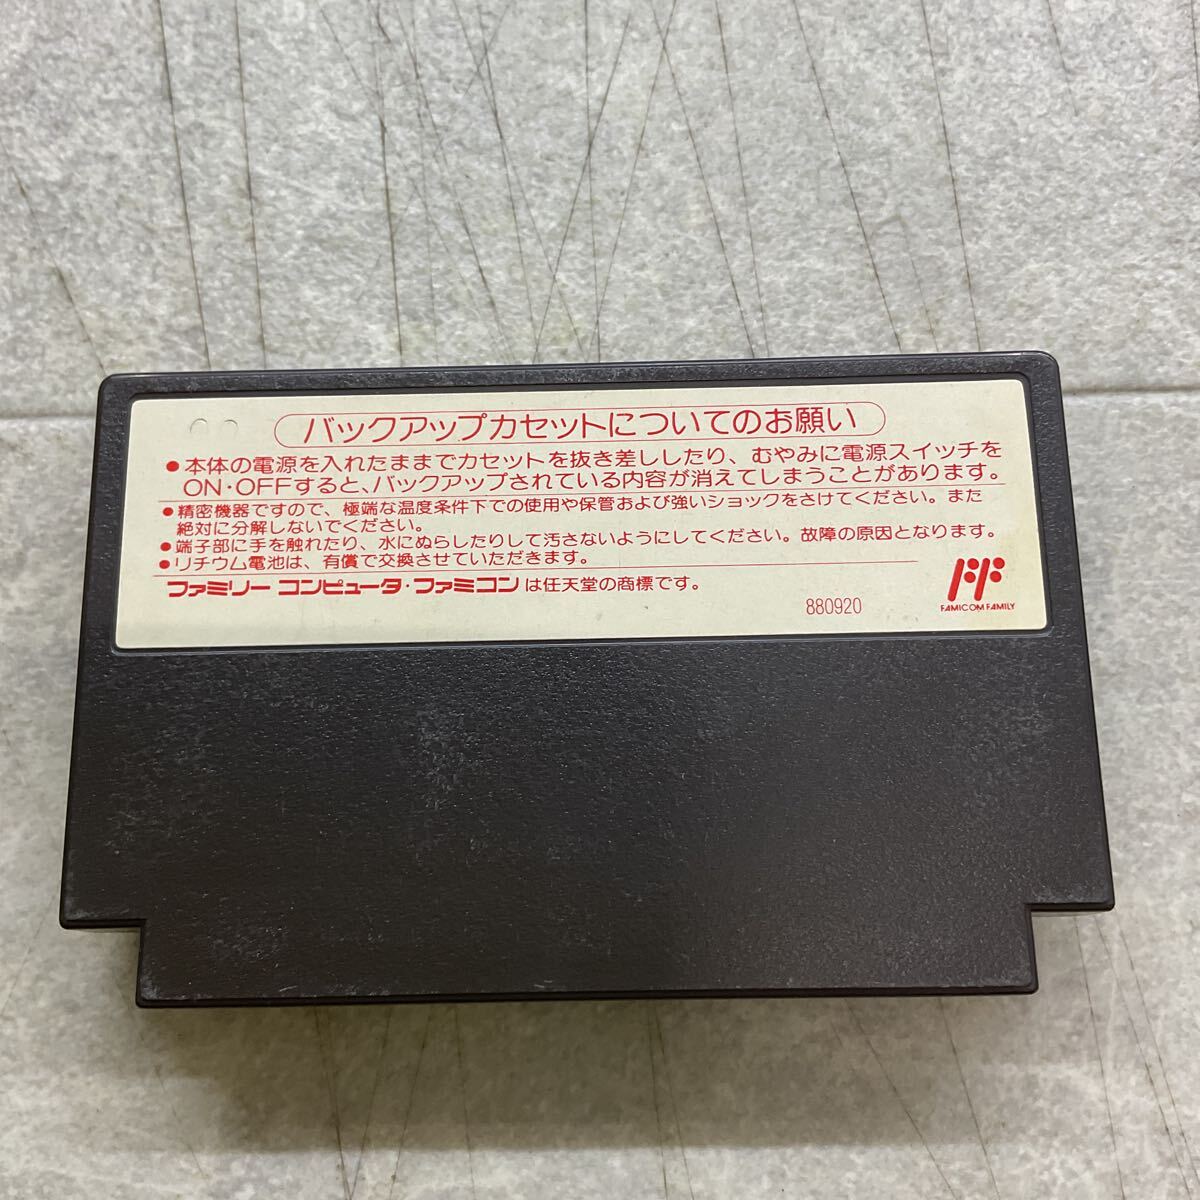 バックアップカセットについてのお願い
●本体の電源を入れたままでカセットを抜き差ししたり、むやみに電源スイッチを
ON・OFFすると、バックアップされている内容が消えてしまうことがあります。
●精密機器ですので、極端な温度条件下での使用や保管および強いショックをさけてください。また
絶対に分解しないでください。
●端子部に手を触れたり、水にぬらしたりして汚さないようにしてください。故障の原因となります。
●リチウム電池は、有償で交換させていただきます。
ファミリーコンピュータ・ファミコンは任天堂の商標です。
880920
FAMICOM FAMILY